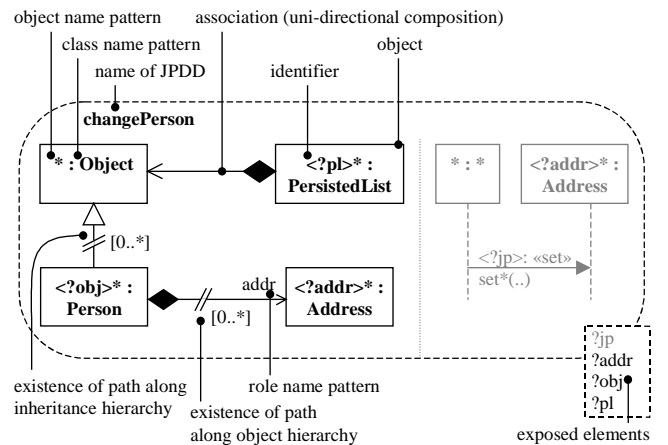 object name pattern
association (uni-directional composition)
class name pattern
object
name of JPDD
identifier
changePerson
* : Object
<?pl>* :
PersistedList
* : *
<?addr>* :
Address
[0..*]
<?jp>: «set»
set*(..)
<?obj>* :
Person
addr
[0..*]
<?addr>* :
Address
?jp
?addr
?obj
?pl
existence of path along
inheritance hierarchy
existence of path
along object hierarchy
role name pattern
exposed elements